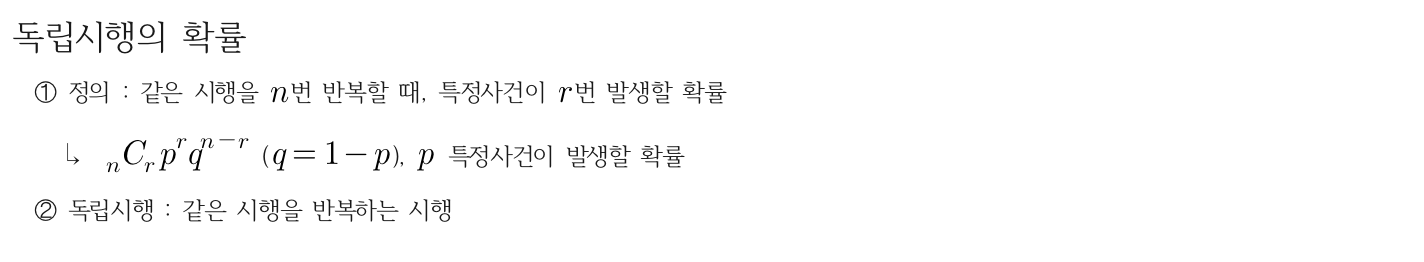 독립시행의 확률
① 정의 : 같은 시행을 n번 반복할 때, 특정사건이 r번 발생할 확률
↳ ₙCᵣpʳqⁿ⁻ʳ (q=1-p), p 특정사건이 발생할 확률
② 독립시행 : 같은 시행을 반복하는 시행